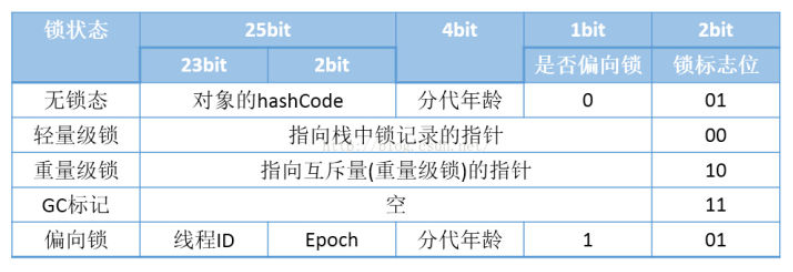 锁状态 25bit 4bit 1bit 2bit
23bit 2bit 是否偏向锁 锁标志位
无锁态 对象的hashCode 分代年龄 0 01
轻量级锁 指向栈中锁记录的指针 00
重量级锁 指向互斥量(重量级锁)的指针 10
GC标记 空 11
偏向锁 线程ID Epoch 分代年龄 1 01